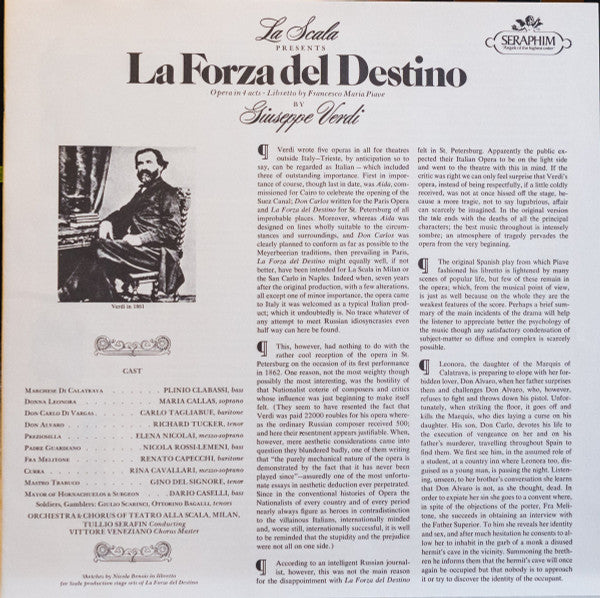 La Scala
PRESENTS
La Forza del Destino
Opera in 4 acts - Libretto by Francesco Maria Piave
BY
Giuseppe Verdi
SERAPHIM
"Angels of the highest order"
Verdi in 1861
CAST
MARCHESE DI CALATRAVA . . . . . PLINIO CLABASSI, bass
DONNA LEONORA . . . . . MARIA CALLAS, soprano
DON CARLO DI VARGAS . . . . . CARLO TAGLIABUE, baritone
DON ALVARO . . . . . RICHARD TUCKER, tenor
PREZIOSILLA . . . . . ELENA NICOLAI, mezzo-soprano
PADRE GUARDIANO . . . . . NICOLA ROSSI-LEMENI, bass
FRA MELITONE . . . . . RENATO CAPECCHI, baritone
CURRA . . . . . RINA CAVALLARI, mezzo-soprano
MASTRO TRABUCO . . . . . GINO DEL SIGNORE, tenor
MAYOR OF HORNACHUELOS & SURGEON . . DARIO CASELLI, bass
Soldiers, Gamblers: GIULIO SCARINCI, OTTORINO BAGALLI, tenors
ORCHESTRA & CHORUS OF TEATRO ALLA SCALA, MILAN,
TULLIO SERAFIN Conducting
VITTORE VENEZIANO Chorus Master
Sketches by Nicola Benois in libretto
for Scala production stage sets of La Forza del Destino
¶ Verdi wrote five operas in all for theatres
outside Italy—Trieste, by anticipation so to
say, can be regarded as Italian – which included
three of outstanding importance. First in impor-
tance of course, though last in date, was Aida, com-
missioned for Cairo to celebrate the opening of the
Suez Canal; Don Carlos written for the Paris Opera
and La Forza del Destino for St. Petersburg of all
improbable places. Moreover, whereas Aida was
designed on lines wholly suitable to the circum-
stances and surroundings, and Don Carlos was
clearly planned to conform as far as possible to the
Meyerbeerian traditions, then prevailing in Paris,
La Forza del Destino might equally well, if not
better, have been intended for La Scala in Milan or
the San Carlo in Naples. Indeed when, seven years
after the original production, with a few alterations,
all except one of minor importance, the opera came
to Italy it was welcomed as a typical Italian prod-
uct; which it undoubtedly is. No trace whatever of
any attempt to meet Russian idiosyncrasies even
half way can here be found.
¶ This, however, had nothing to do with the
rather cool reception of the opera in St.
Petersburg on the occasion of its first performance
in 1862. One reason, not the most weighty though
possibly the most interesting, was the hostility of
that Nationalist coterie of composers and critics
whose influence was just beginning to make itself
felt. (They seem to have resented the fact that
Verdi was paid 22000 roubles for his opera where-
as the ordinary Russian composer received 500;
and here their resentment appears justifiable. When,
however, mere aesthetic considerations came into
question they blundered badly, one of them writing
that "the purely mechanical nature of the opera is
demonstrated by the fact that it has never been
played since"—assuredly one of the most unfortu-
nate essays in aesthetic deduction ever perpetrated.
Since in the conventional histories of Opera the
Nationalists of every country and of every period
nearly always figure as heroes in contradistinction
to the villainous Italians, internationally minded
and, worse still, internationally successful, it is well
to be reminded that the stupidity and the prejudice
were not all on one side.)
¶ According to an intelligent Russian journal-
ist, however, this was not the main reason
for the disappointment with La Forza del Destino
felt in St. Petersburg. Apparently the public ex-
pected their Italian Opera to be on the light side
and went to the theatre with this in mind. If the
critic was right we can only feel surprise that Verdi's
opera, instead of being respectfully, if a little coldly
received, was not at once hissed off the stage, be-
cause a more tragic, not to say lugubrious, affair
can scarcely be imagined. In the original version
the tale ends with the deaths of all the principal
characters; the best music throughout is intensely
sombre; an atmosphere of tragedy pervades the
opera from the very beginning.
¶ The original Spanish play from which Piave
fashioned his libretto is lightened by many
scenes of popular life, but few of these remain in
the opera; which, from the musical point of view,
is just as well because on the whole they are the
weakest features of the score. Perhaps a brief sum-
mary of the main incidents of the drama will help
the listener to appreciate better the psychology of
the music though any satisfactory condensation of
subject-matter so diffuse and complex is scarcely
possible.
¶ Leonora, the daughter of the Marquis of
Calatrava, is preparing to elope with her for-
bidden lover, Don Alvaro, when her father surprises
them and challenges Don Alvaro, who, however,
refuses to fight and throws down his pistol. Unfor-
tunately, when striking the floor, it goes off and
kills the Marquis, who dies laying a curse on his
daughter. His son, Don Carlo, devotes his life to
the execution of vengeance on her and on his
father's murderer, travelling throughout Spain to
find them. We first see him, in the assumed role of
a student, at a country inn where Leonora too, dis-
guised as a young man, is passing the night. Listen-
ing, unseen, to her brother's conversation she learns
that Don Alvaro is not, as she thought, dead. In
order to expiate her sin she goes to a convent where,
in spite of the objections of the porter, Fra Meli-
tone, she succeeds in obtaining an interview with
the Father Superior. To him she reveals her identity
and sex, and after much hesitation he consents to al-
low her to inhabit in the garb of a monk a disused
hermit's cave in the vicinity. Summoning the breth-
ren he informs them that the hermit's cave will once
again be occupied but that nobody is to approach
it or try to discover the identity of the occupant.